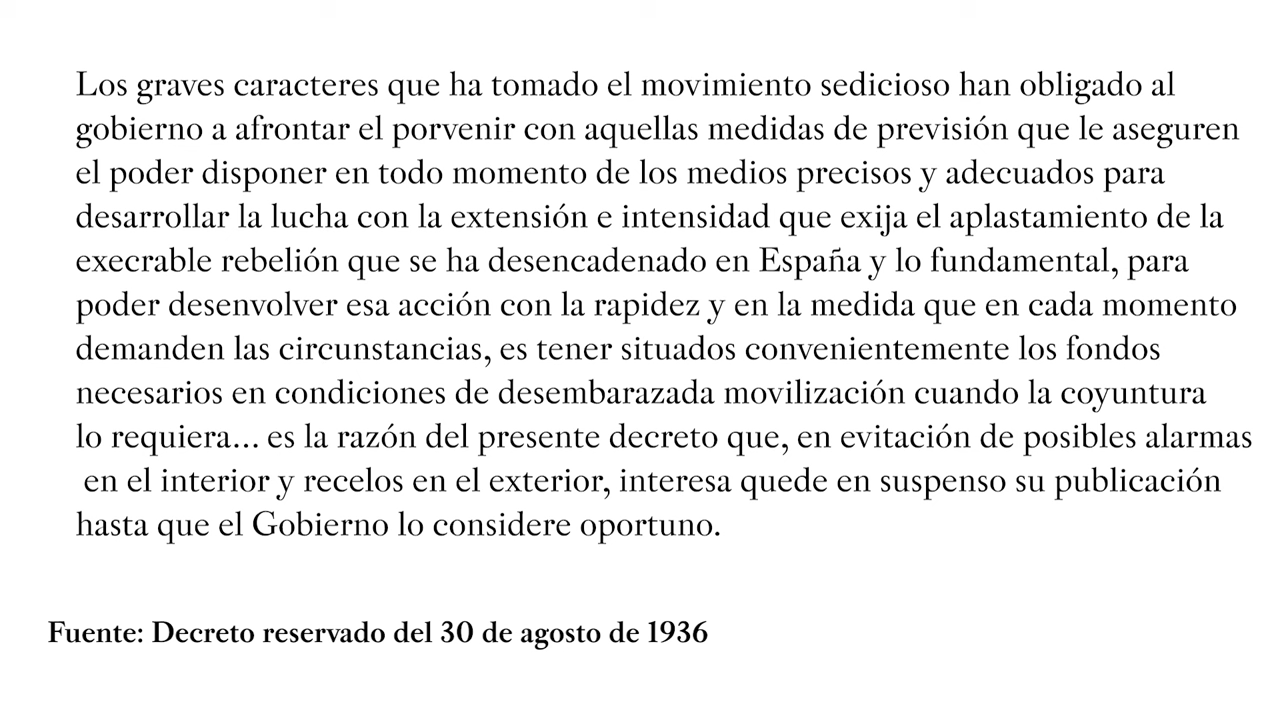 Los graves caracteres que ha tomado el movimiento sedicioso han obligado al
gobierno a afrontar el porvenir con aquellas medidas de previsión que le aseguren
el poder disponer en todo momento de los medios precisos y adecuados para
desarrollar la lucha con la extensión e intensidad que exija el aplastamiento de la
execrable rebelión que se ha desencadenado en España y lo fundamental, para
poder desenvolver esa acción con la rapidez y en la medida que en cada momento
demanden las circunstancias, es tener situados convenientemente los fondos
necesarios en condiciones de desembarazada movilización cuando la coyuntura
lo requiera... es la razón del presente decreto que, en evitación de posibles alarmas
en el interior y recelos en el exterior, interesa quede en suspenso su publicación
hasta que el Gobierno lo considere oportuno.
Fuente: Decreto reservado del 30 de agosto de 1936